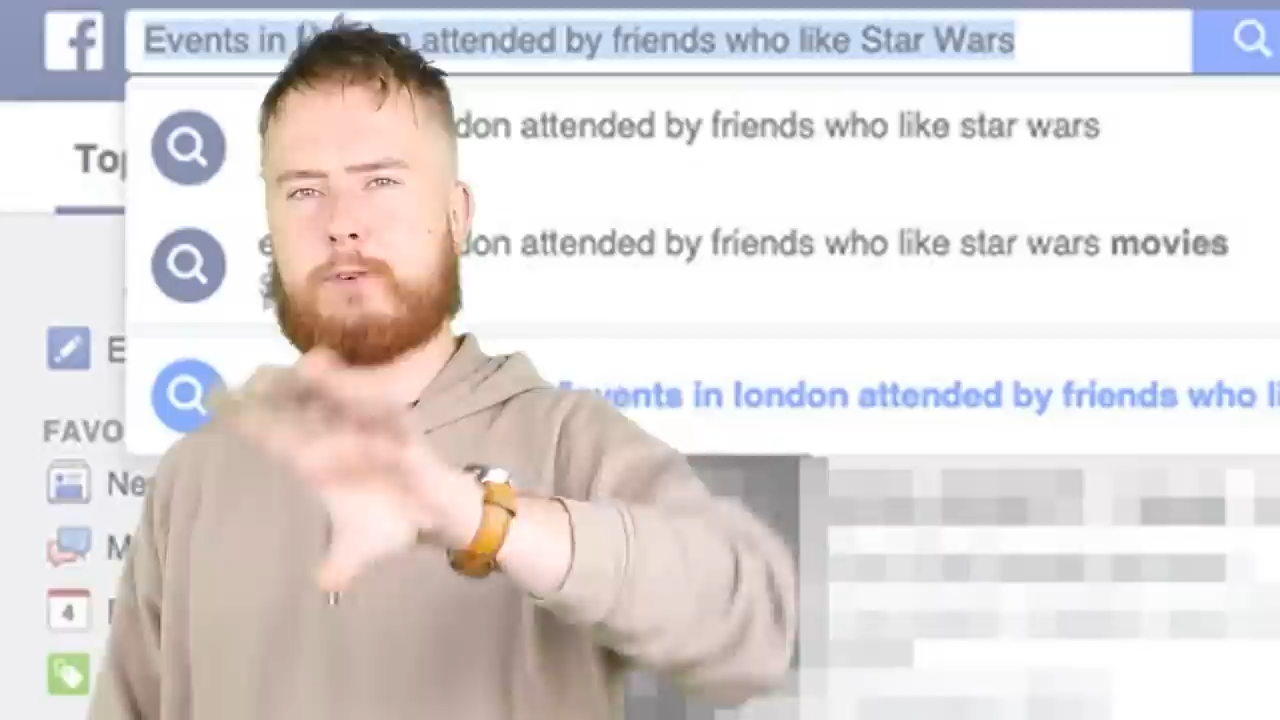 f
Events in attended by friends who like Star Wars
don attended by friends who like star wars
Top
don attended by friends who like star wars movies
E
events in london attended by friends who li
FAVO
Ne
M
4